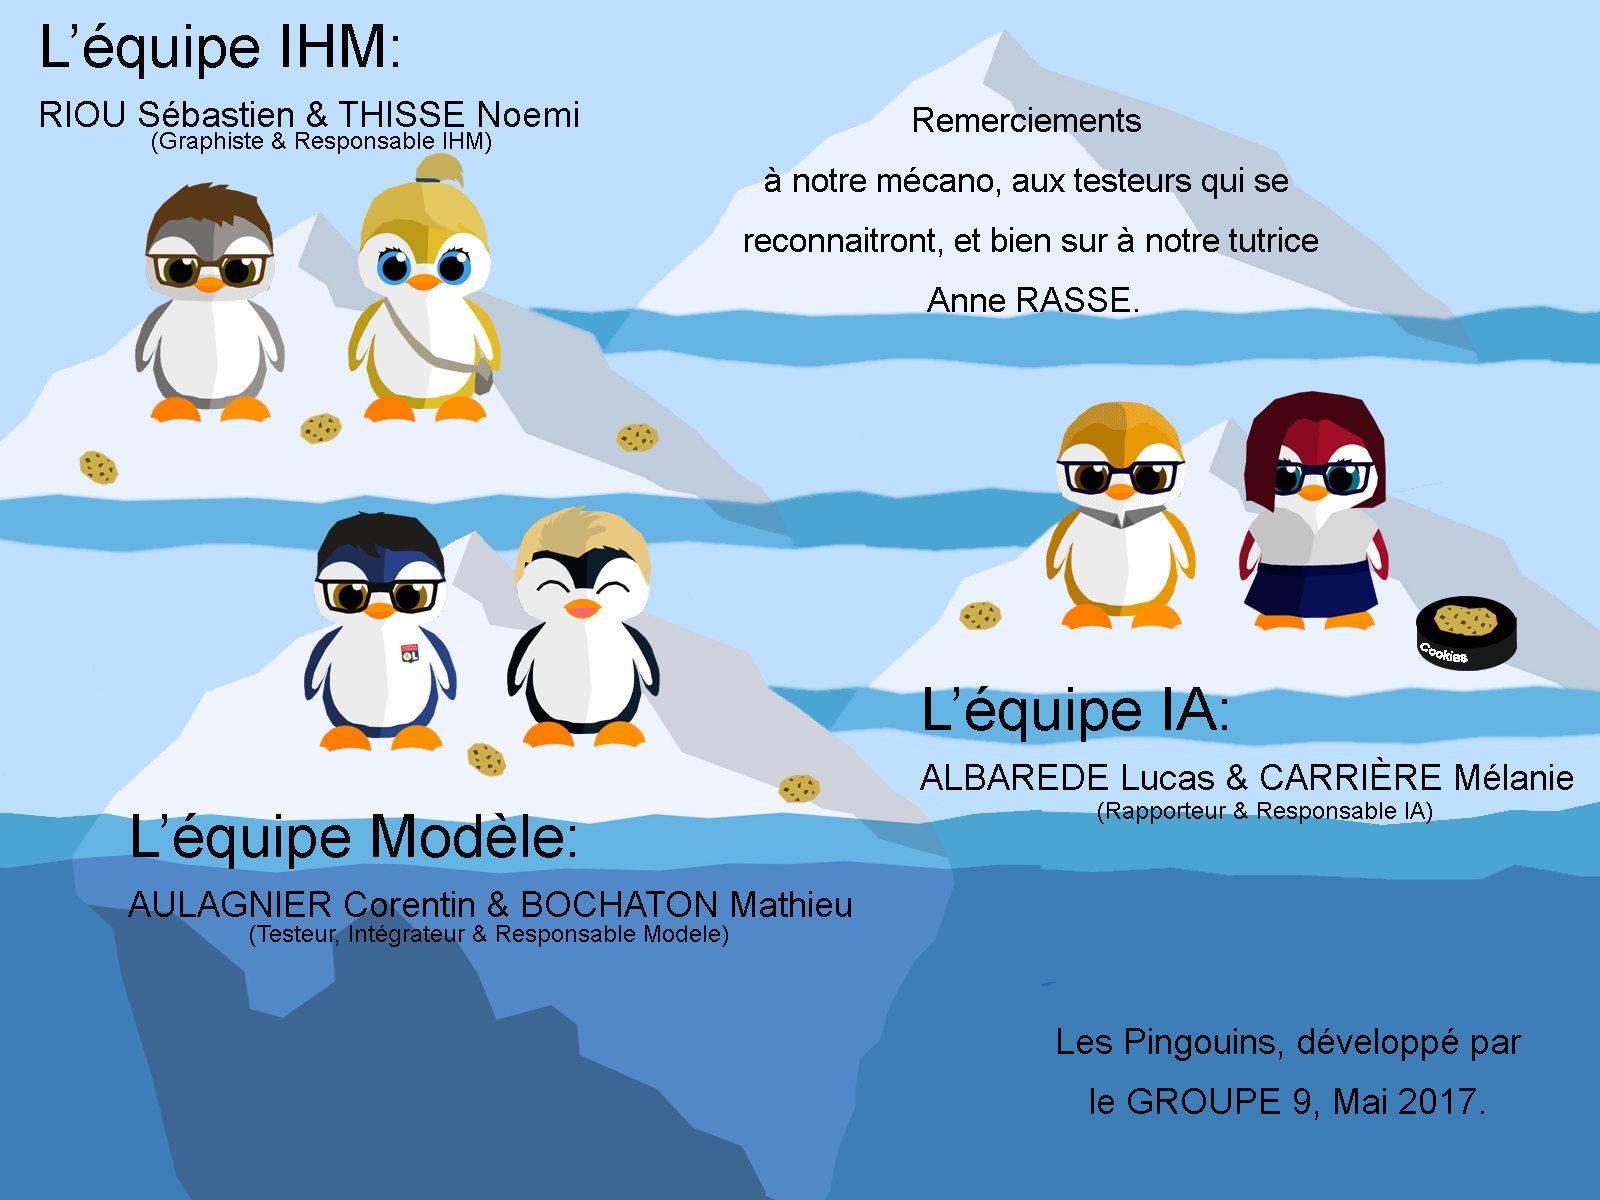 L'équipe IHM:
RIOU Sébastien & THISSE Noemi
(Graphiste & Responsable IHM)
Remerciements
à notre mécano, aux testeurs qui se
reconnaitront, et bien sur à notre tutrice
Anne RASSE.
OL
Cookies
L'équipe IA:
ALBAREDE Lucas & CARRIÈRE Mélanie
(Rapporteur & Responsable IA)
L'équipe Modèle:
AULAGNIER Corentin & BOCHATON Mathieu
(Testeur, Intégrateur & Responsable Modele)
Les Pingouins, développé par
le GROUPE 9, Mai 2017.